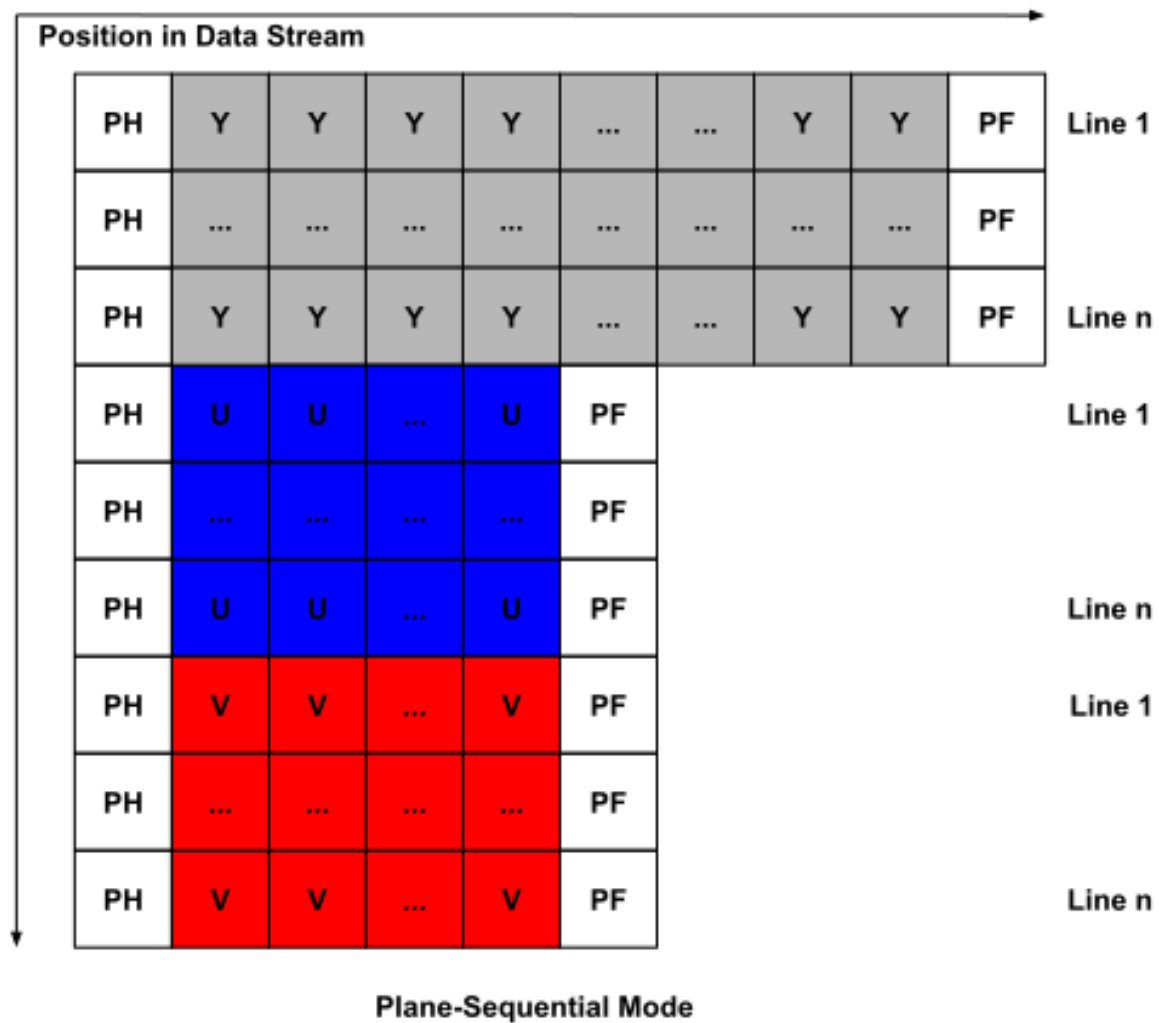 Position in Data Stream
PH Y Y Y Y ... ... Y Y PF Line 1
PH ... ... ... ... ... ... ... ... PF
PH Y Y Y Y ... ... Y Y PF Line n
PH U U ... U PF Line 1
PH ... ... ... ... PF
PH U U ... U PF Line n
PH V V ... V PF Line 1
PH ... ... ... ... PF
PH V V ... V PF Line n
Plane-Sequential Mode